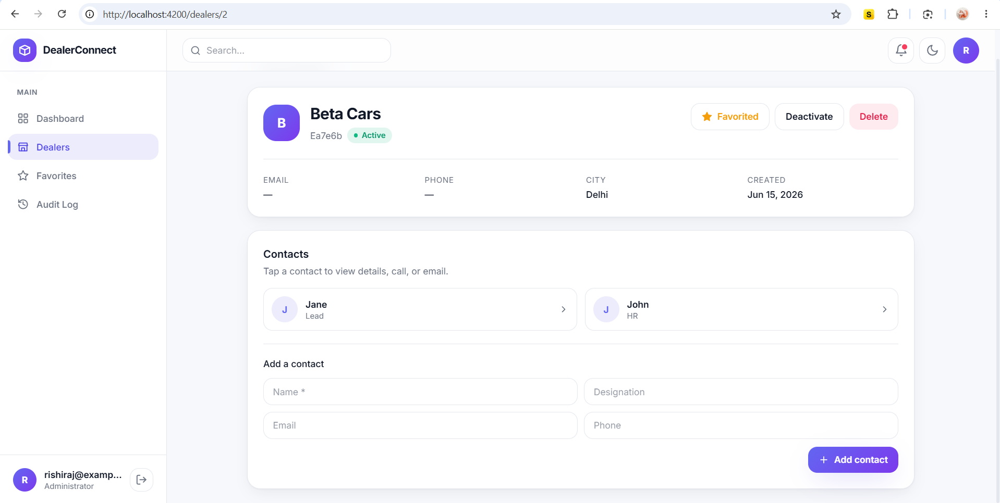 http://localhost:4200/dealers/2
S
DealerConnect
Search...
R
MAIN
Dashboard
Dealers
Favorites
Audit Log
B
Beta Cars
Ea7e6b
Active
Favorited
Deactivate
Delete
EMAIL
—
PHONE
—
CITY
Delhi
CREATED
Jun 15, 2026
Contacts
Tap a contact to view details, call, or email.
J
Jane
Lead
J
John
HR
Add a contact
Name *
Designation
Email
Phone
+ Add contact
R
rishiraj@examp...
Administrator